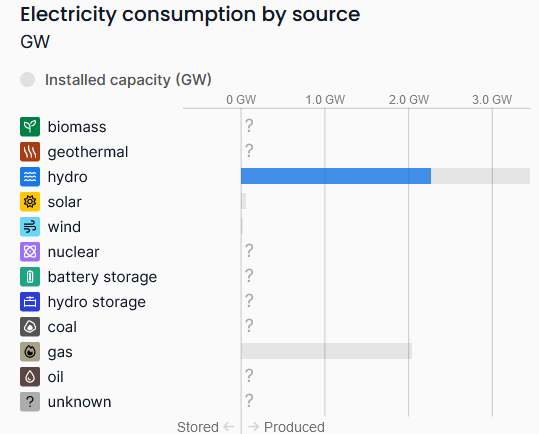 Electricity consumption by source
GW
Installed capacity (GW)
0 GW 1.0 GW 2.0 GW 3.0 GW
biomass ?
geothermal ?
hydro
solar
wind
nuclear ?
battery storage ?
hydro storage ?
coal ?
gas
oil ?
? unknown ?
Stored ← → Produced